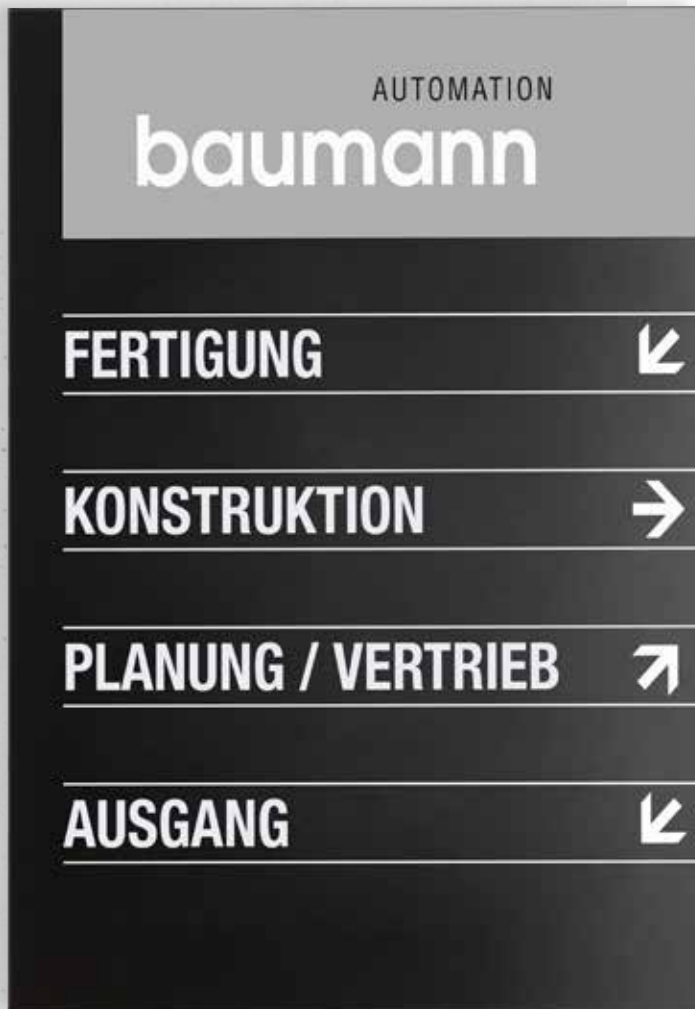 AUTOMATION
baumann
FERTIGUNG
KONSTRUKTION
PLANUNG / VERTRIEB
AUSGANG